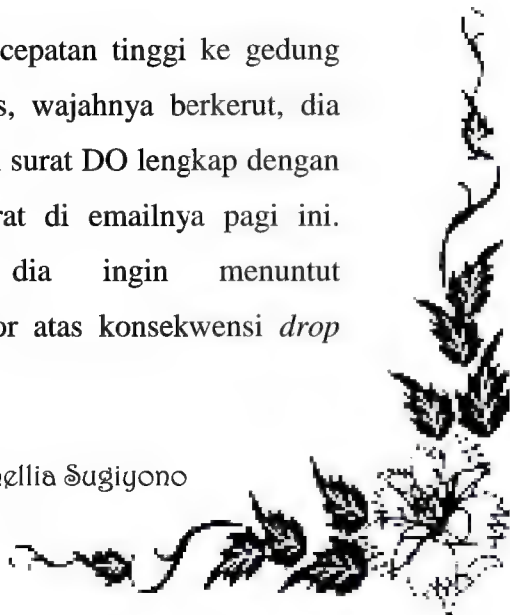 cepatan tinggi ke gedung
s, wajahnya berkerut, dia
surat DO lengkap dengan
rat di emailnya pagi ini.
dia ingin menuntut
or atas konsekwensi drop
ellia Sugiyono